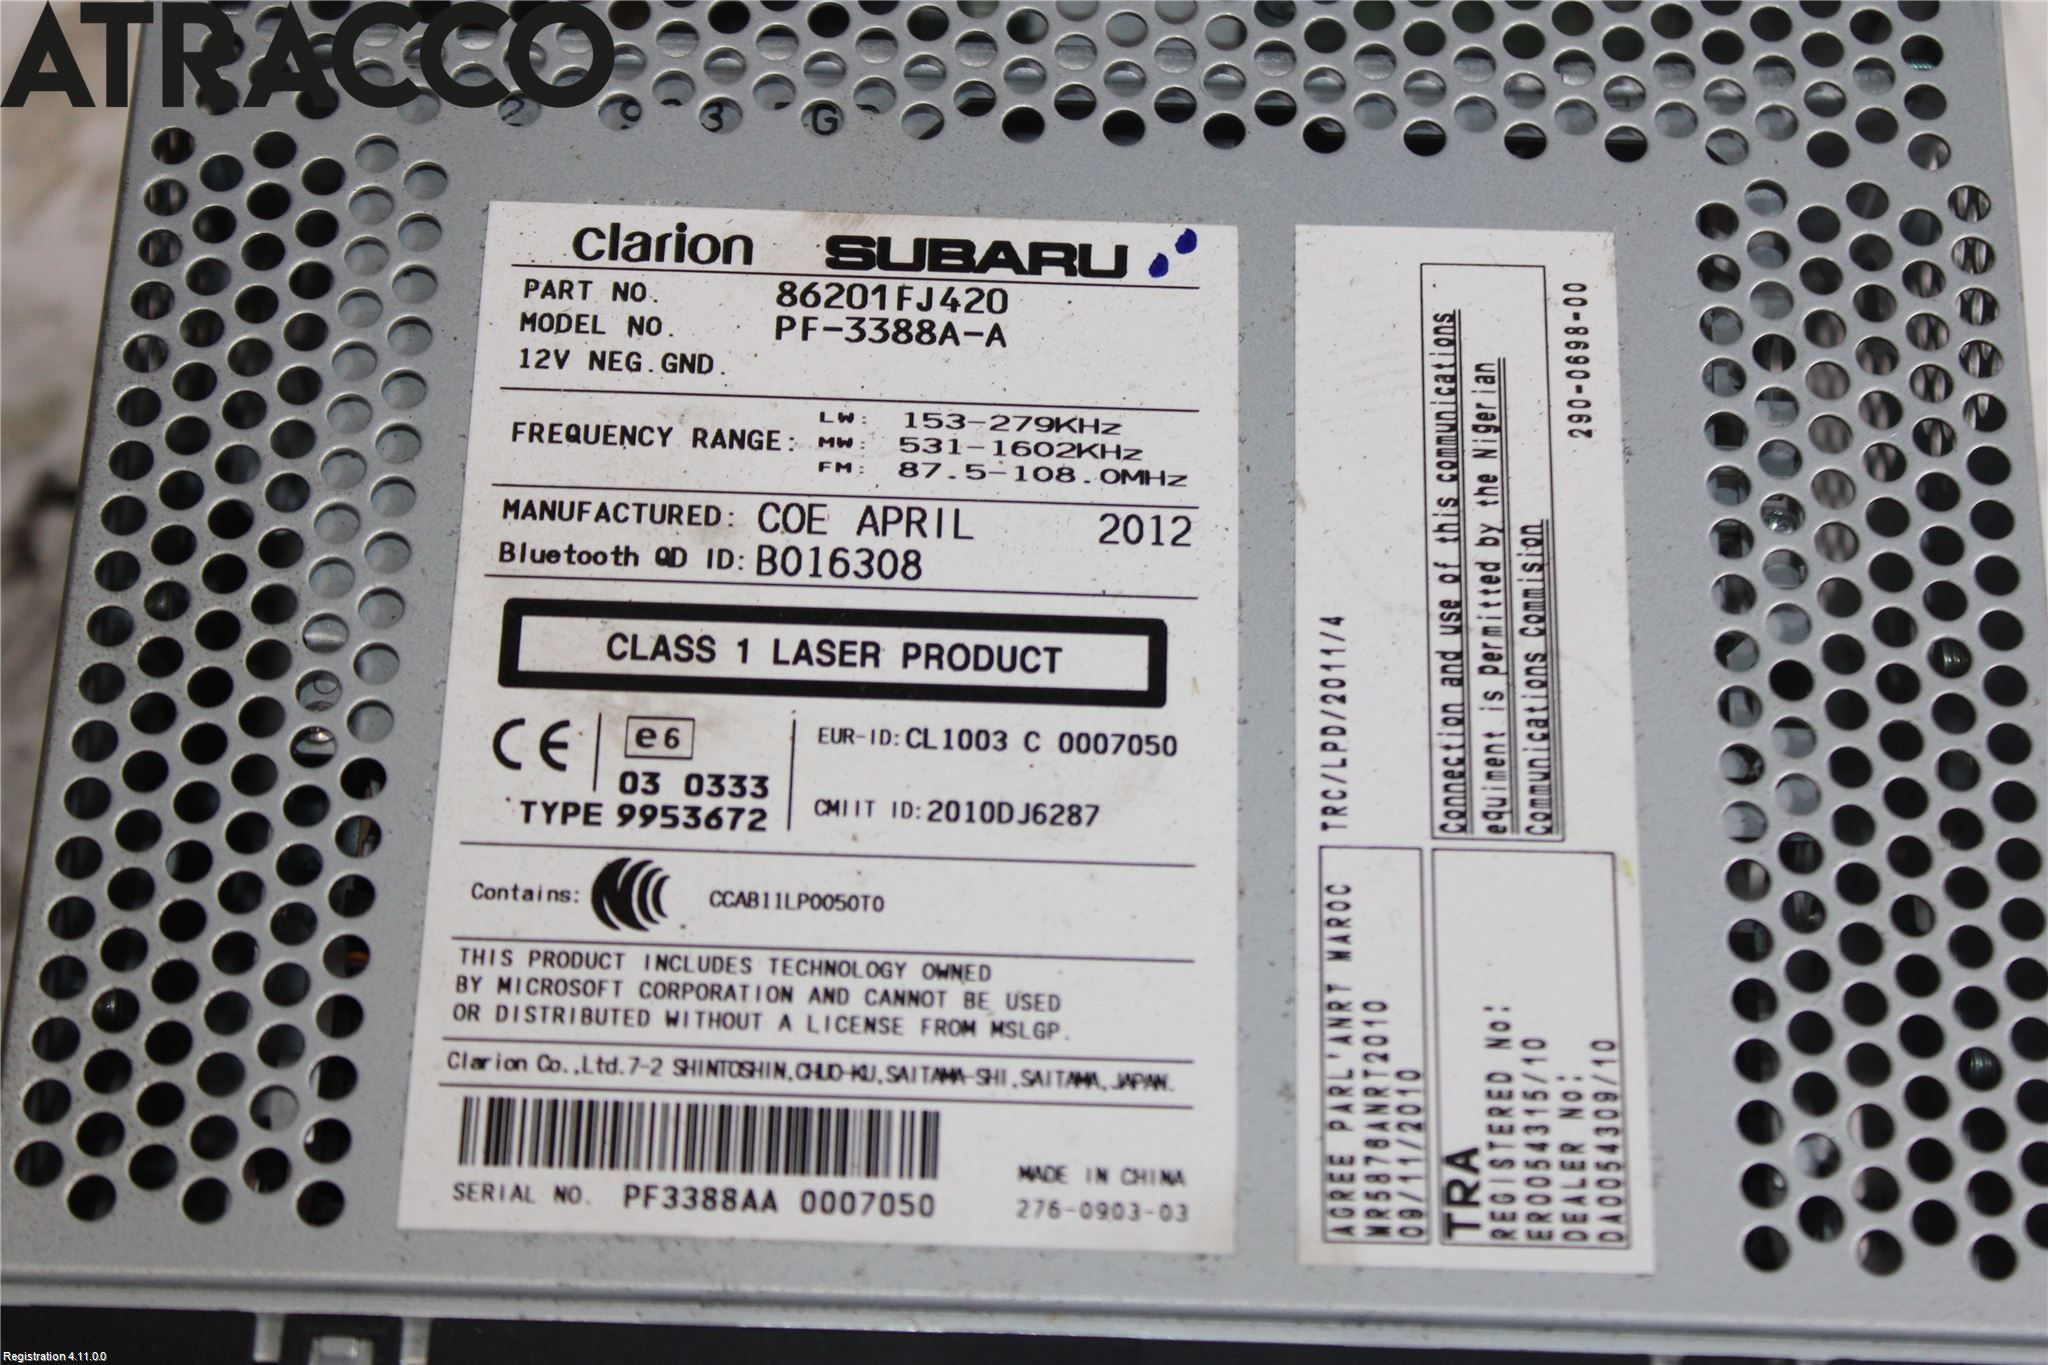 ATRACCO
2 93 G
clarion SUBARU
PART NO. 86201FJ420
MODEL NO. PF-3388A-A
12V NEG.GND.
FREQUENCY RANGE: LW: 153-279KHz
MW: 531-1602KHz
FM: 87.5-108.0MHz
MANUFACTURED: COE APRIL 2012
Bluetooth QD ID: B016308
CLASS 1 LASER PRODUCT
CE e6
03 0333
TYPE 9953672
EUR-ID: CL1003 C 0007050
CMIIT ID: 2010DJ6287
Contains: CCAB11LP0050T0
THIS PRODUCT INCLUDES TECHNOLOGY OWNED
BY MICROSOFT CORPORATION AND CANNOT BE USED
OR DISTRIBUTED WITHOUT A LICENSE FROM MSLGP.
Clarion Co.,Ltd.7-2 SHINTOSHIN,CHUO-KU,SAITAMA-SHI,SAITAMA,JAPAN.
SERIAL NO. PF3388AA 0007050
MADE IN CHINA
276-0903-03
TRC/LPD/2011/4
Connection and use of this communications
equiment is permitted by the Nigerian
Communications Commision
290-0698-00
AGREE PARL'ANRT MAROC
MR5876ANRT2010
09/11/2010
TRA
REGISTERED No:
ER0054315/10
DEALER No:
DA0054309/10
Registration 4.11.0.0